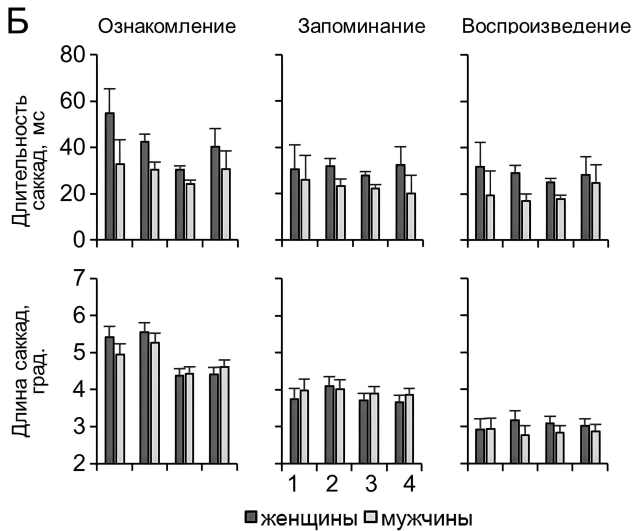 Б
Ознакомление Запоминание Воспроизведение
Длительность
саккад, мс
80
60
40
20
0
Длина саккад,
град.
7
6
5
4
3
2
1 2 3 4
женщины мужчины